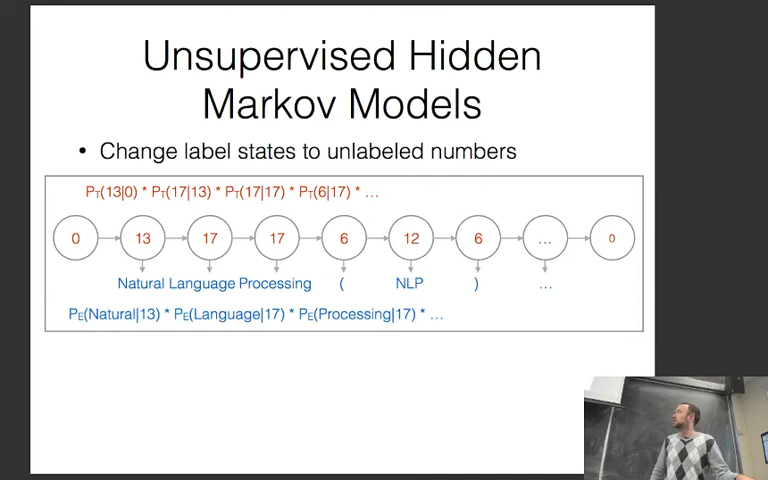 Unsupervised Hidden
Markov Models
• Change label states to unlabeled numbers
PT(13|0) * PT(17|13) * PT(17|17) * PT(6|17) * …
0 13 17 17 6 12 6 … 0
Natural Language Processing ( NLP ) …
PE(Natural|13) * PE(Language|17) * PE(Processing|17) * …